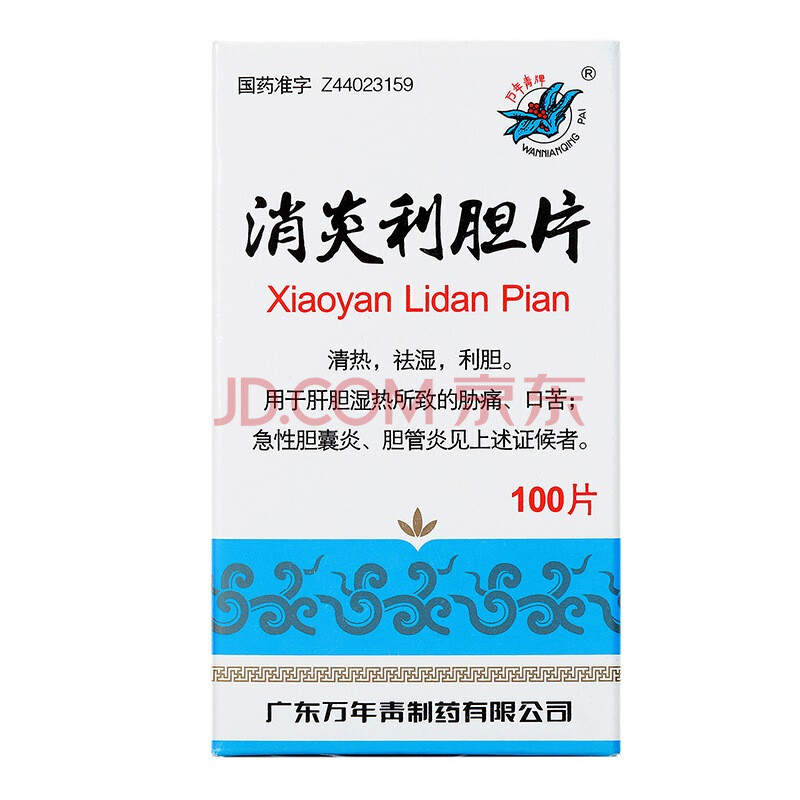 国药准字 Z44023159
万年青牌
®
WANNIANQING PAI
消炎利胆片
Xiaoyan Lidan Pian
清热，祛湿，利胆。
JD.COM 京东
用于肝胆湿热所致的胁痛、口苦；
急性胆囊炎、胆管炎见上述证候者。
100片
广东万年青制药有限公司